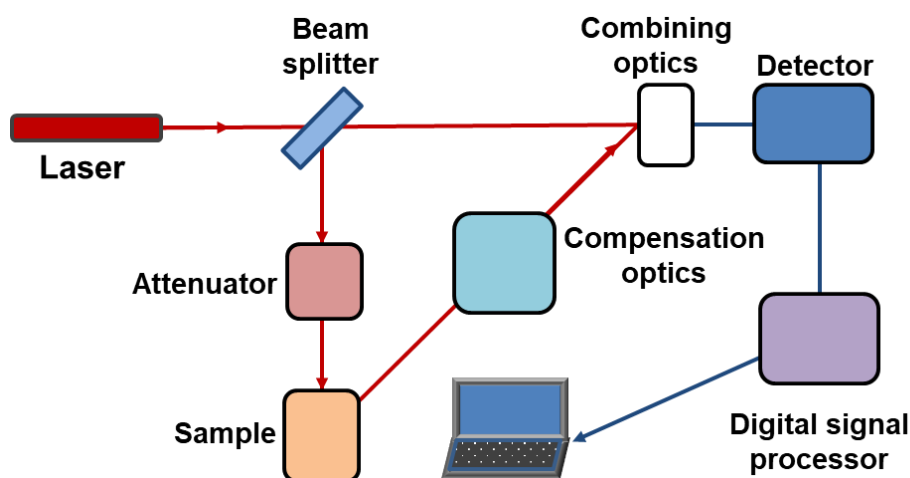 Beam
splitter
Combining
optics
Detector
Laser
Attenuator
Compensation
optics
Sample
Digital signal
processor